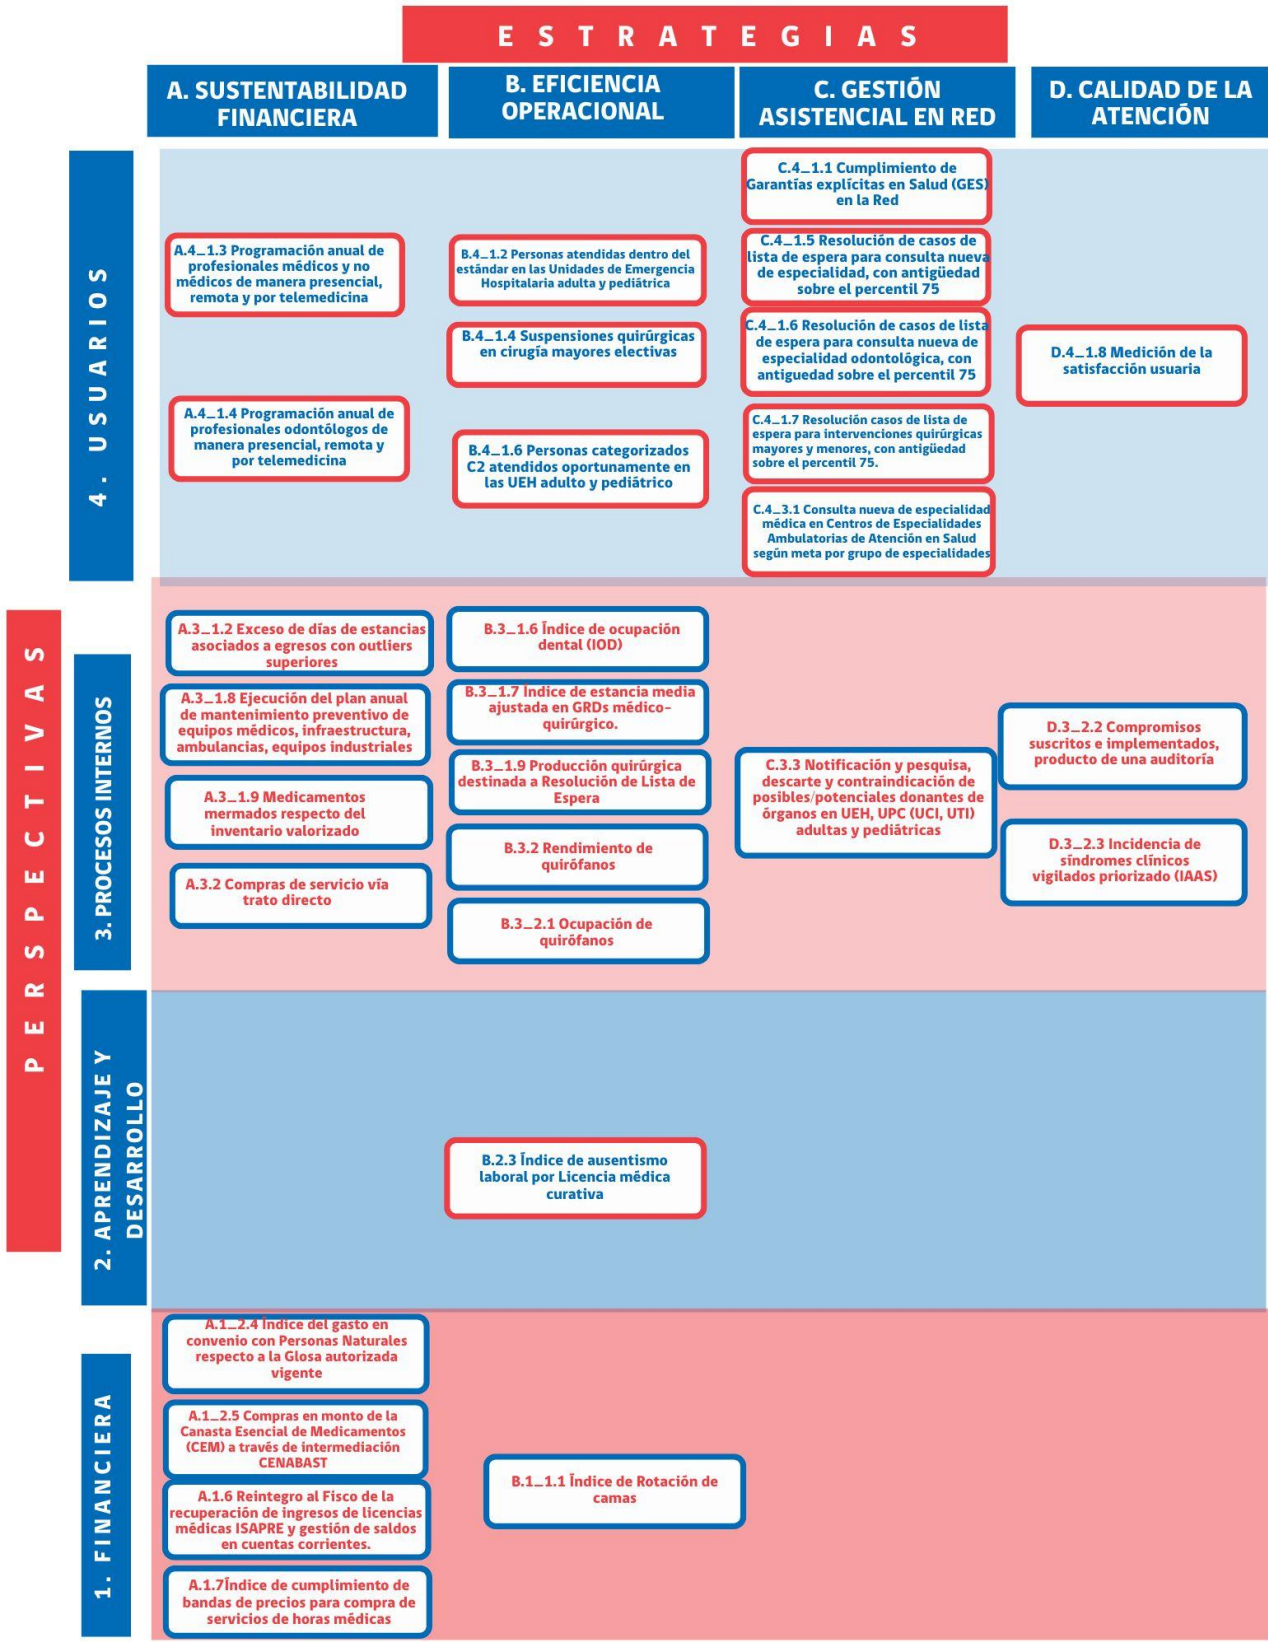 ESTRATEGIAS
A. SUSTENTABILIDAD
FINANCIERA
B. EFICIENCIA
OPERACIONAL
C. GESTIÓN
ASISTENCIAL EN RED
D. CALIDAD DE LA
ATENCIÓN
PERSPECTIVAS
4. USUARIOS
A.4_1.3 Programación anual de
profesionales médicos y no
médicos de manera presencial,
remota y por telemedicina
A.4_1.4 Programación anual de
profesionales odontólogos de
manera presencial, remota y
por telemedicina
B.4_1.2 Personas atendidas dentro del
estándar en las Unidades de Emergencia
Hospitalaria adulta y pediátrica
B.4_1.4 Suspensiones quirúrgicas
en cirugía mayores electivas
B.4_1.6 Personas categorizados
C2 atendidos oportunamente en
las UEH adulto y pediátrico
C.4_1.1 Cumplimiento de
Garantías explícitas en Salud (GES)
en la Red
C.4_1.5 Resolución de casos de
lista de espera para consulta nueva
de especialidad, con antigüedad
sobre el percentil 75
C.4_1.6 Resolución de casos de lista
de espera para consulta nueva de
especialidad odontológica, con
antiguedad sobre el percentil 75
C.4_1.7 Resolución casos de lista de
espera para intervenciones quirúrgicas
mayores y menores, con antigüedad
sobre el percentil 75.
C.4_3.1 Consulta nueva de especialidad
médica en Centros de Especialidades
Ambulatorias de Atención en Salud
según meta por grupo de especialidades
D.4_1.8 Medición de la
satisfacción usuaria
3. PROCESOS INTERNOS
A.3_1.2 Exceso de días de estancias
asociados a egresos con outliers
superiores
A.3_1.8 Ejecución del plan anual
de mantenimiento preventivo de
equipos médicos, infraestructura,
ambulancias, equipos industriales
A.3_1.9 Medicamentos
mermados respecto del
inventario valorizado
A.3.2 Compras de servicio vía
trato directo
B.3_1.6 Índice de ocupación
dental (IOD)
B.3_1.7 Índice de estancia media
ajustada en GRDs médico-
quirúrgico.
B.3_1.9 Producción quirúrgica
destinada a Resolución de Lista de
Espera
B.3.2 Rendimiento de
quirófanos
B.3_2.1 Ocupación de
quirófanos
C.3.3 Notificación y pesquisa,
descarte y contraindicación de
posibles/potenciales donantes de
órganos en UEH, UPC (UCI, UTI)
adultas y pediátricas
D.3_2.2 Compromisos
suscritos e implementados,
producto de una auditoría
D.3_2.3 Incidencia de
síndromes clínicos
vigilados priorizado (IAAS)
2. APRENDIZAJE Y
DESARROLLO
B.2.3 Índice de ausentismo
laboral por Licencia médica
curativa
1. FINANCIERA
A.1_2.4 Índice del gasto en
convenio con Personas Naturales
respecto a la Glosa autorizada
vigente
A.1_2.5 Compras en monto de la
Canasta Esencial de Medicamentos
(CEM) a través de intermediación
CENABAST
A.1.6 Reintegro al Fisco de la
recuperación de ingresos de licencias
médicas ISAPRE y gestión de saldos
en cuentas corrientes.
A.1.7Índice de cumplimiento de
bandas de precios para compra de
servicios de horas médicas
B.1_1.1 Índice de Rotación de
camas